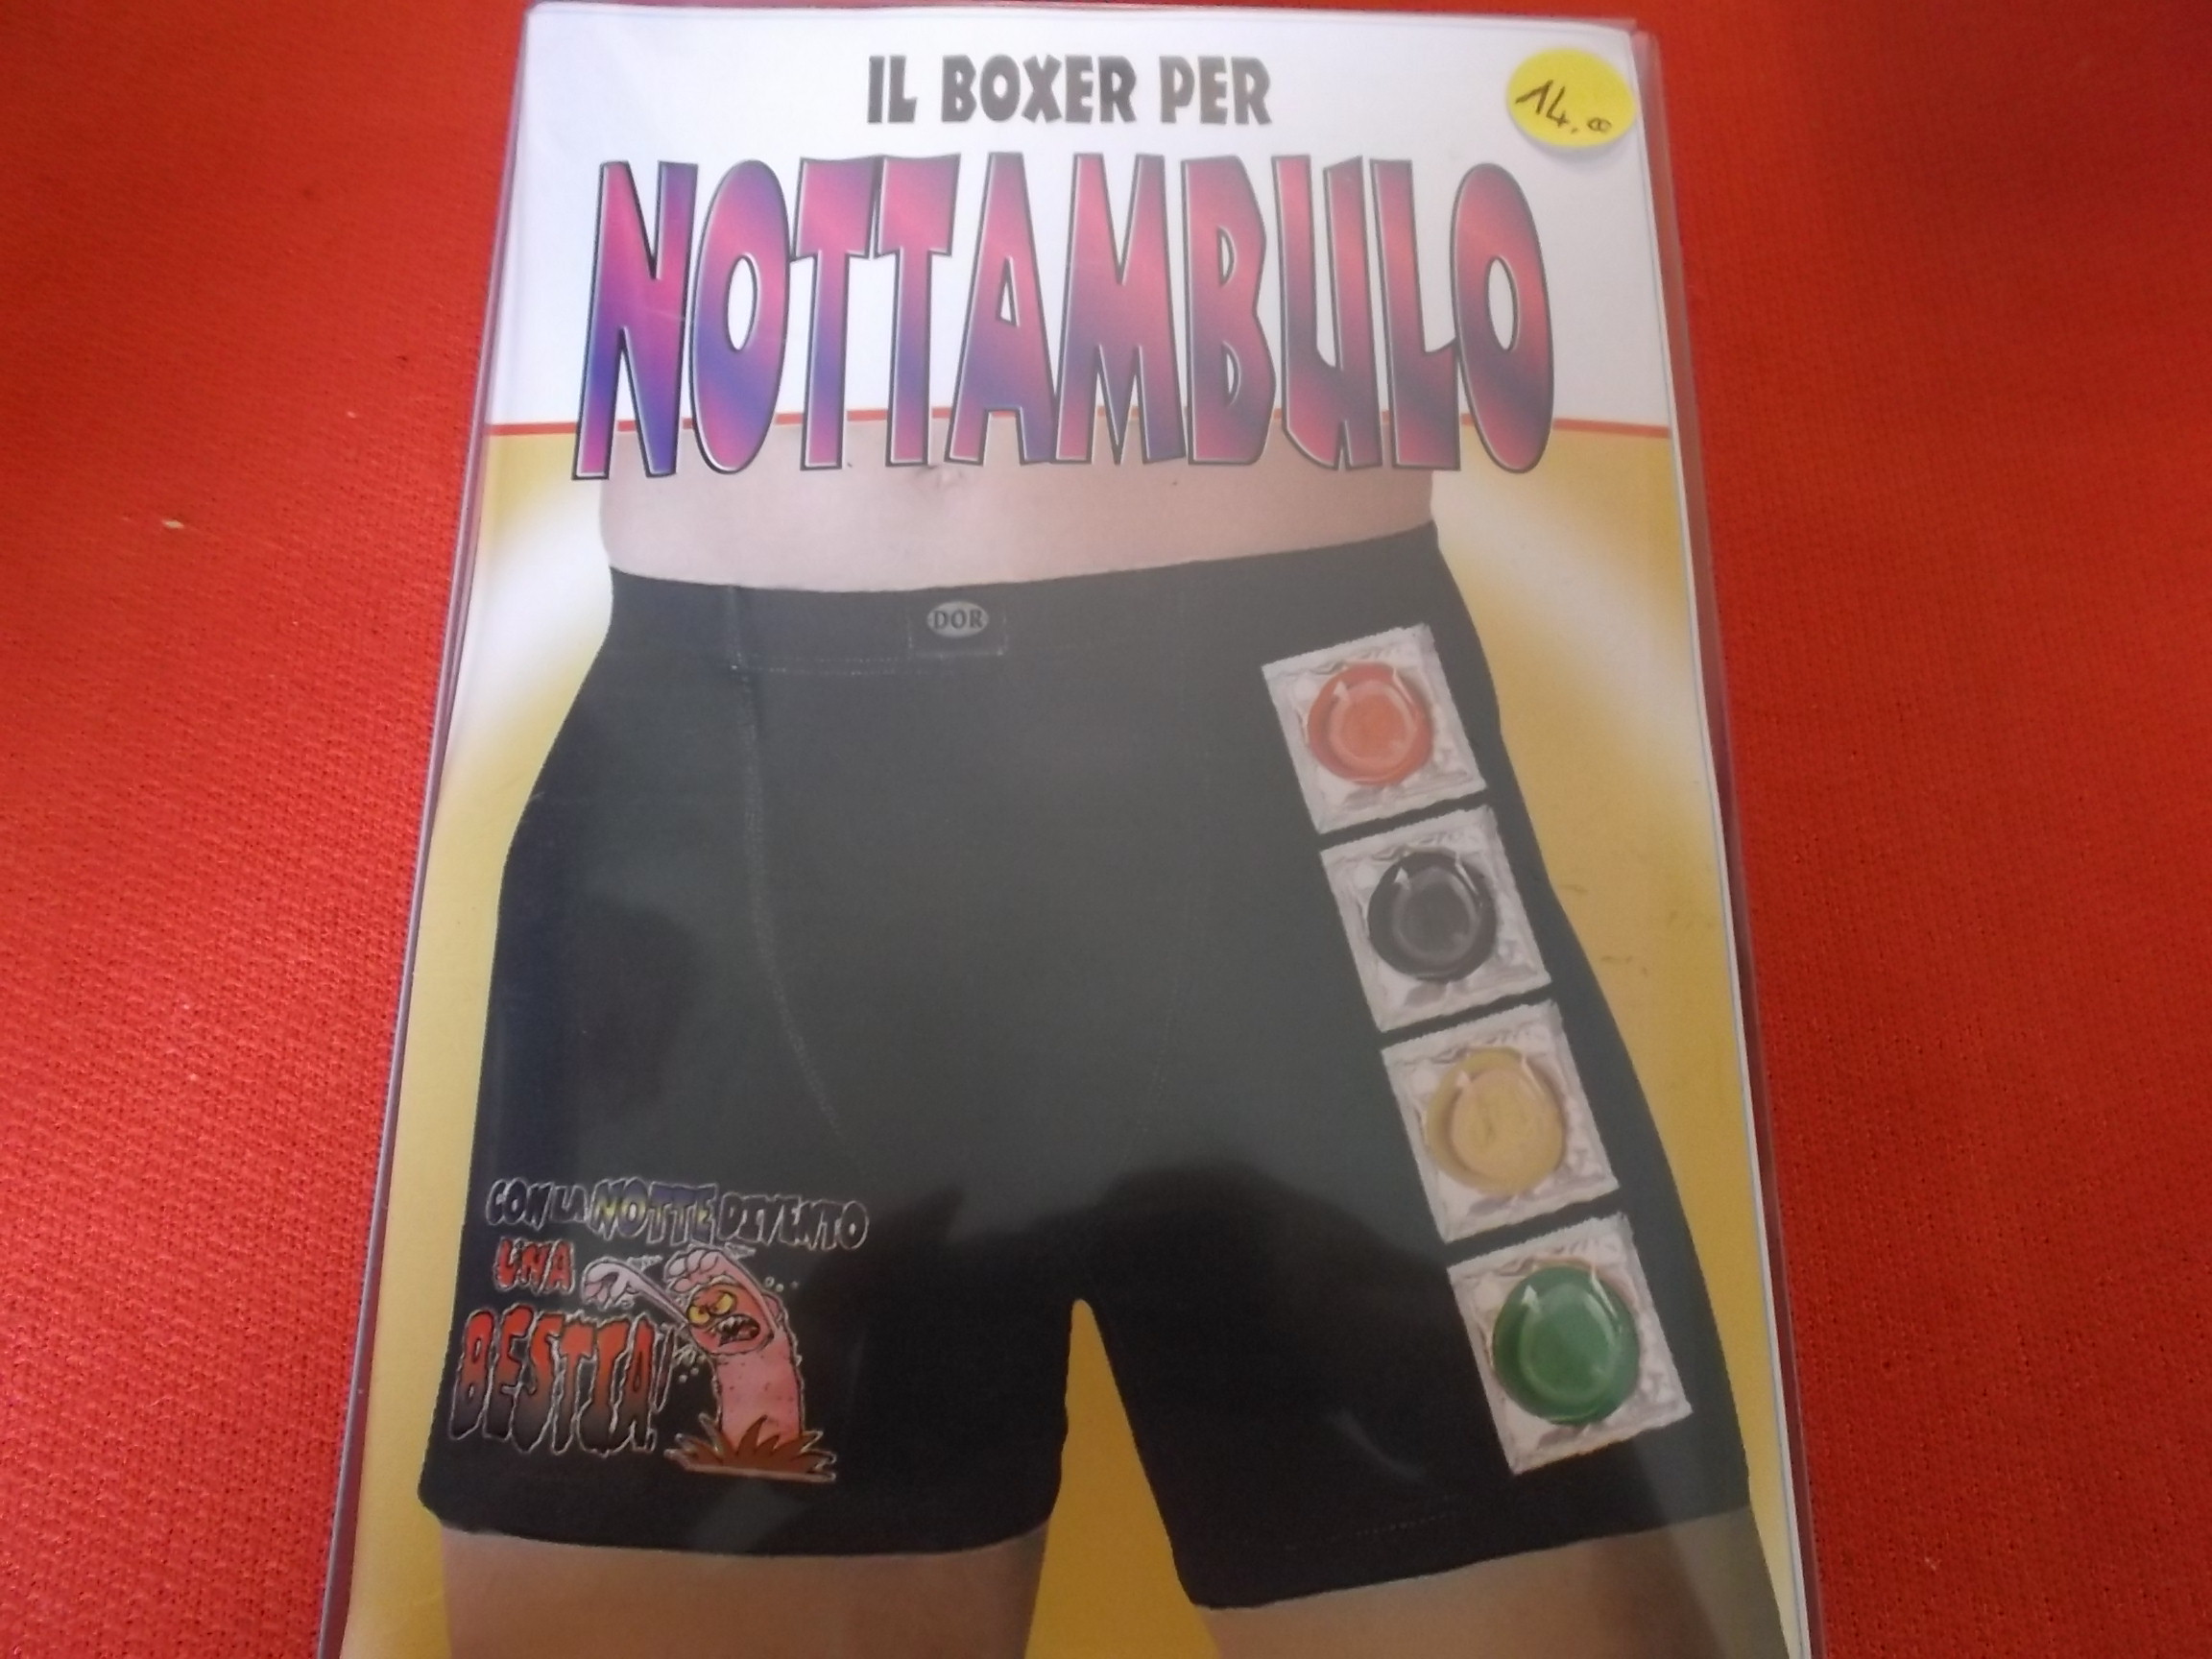 IL BOXER PER
14.00
NOTTAMBULO
DOR
CON LA NOTTE DIVENTO
UNA
BESTIA!